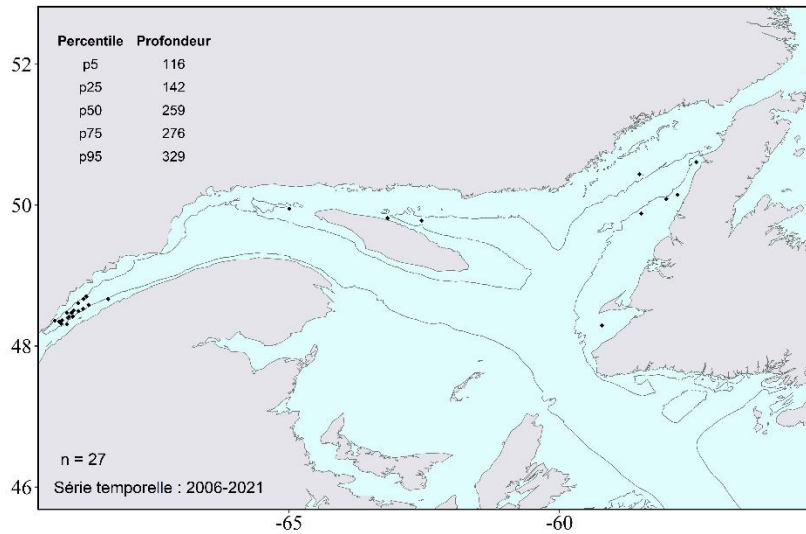 Percentile Profondeur
p5 116
p25 142
p50 259
p75 276
p95 329
52
50
48
46
n = 27
Série temporelle : 2006-2021
-65 -60